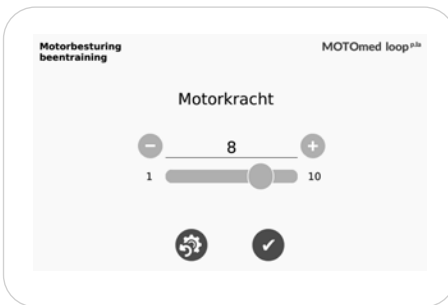 Motorbesturing
beentraining
MOTOmed loop p.la
Motorkracht
8
1
10